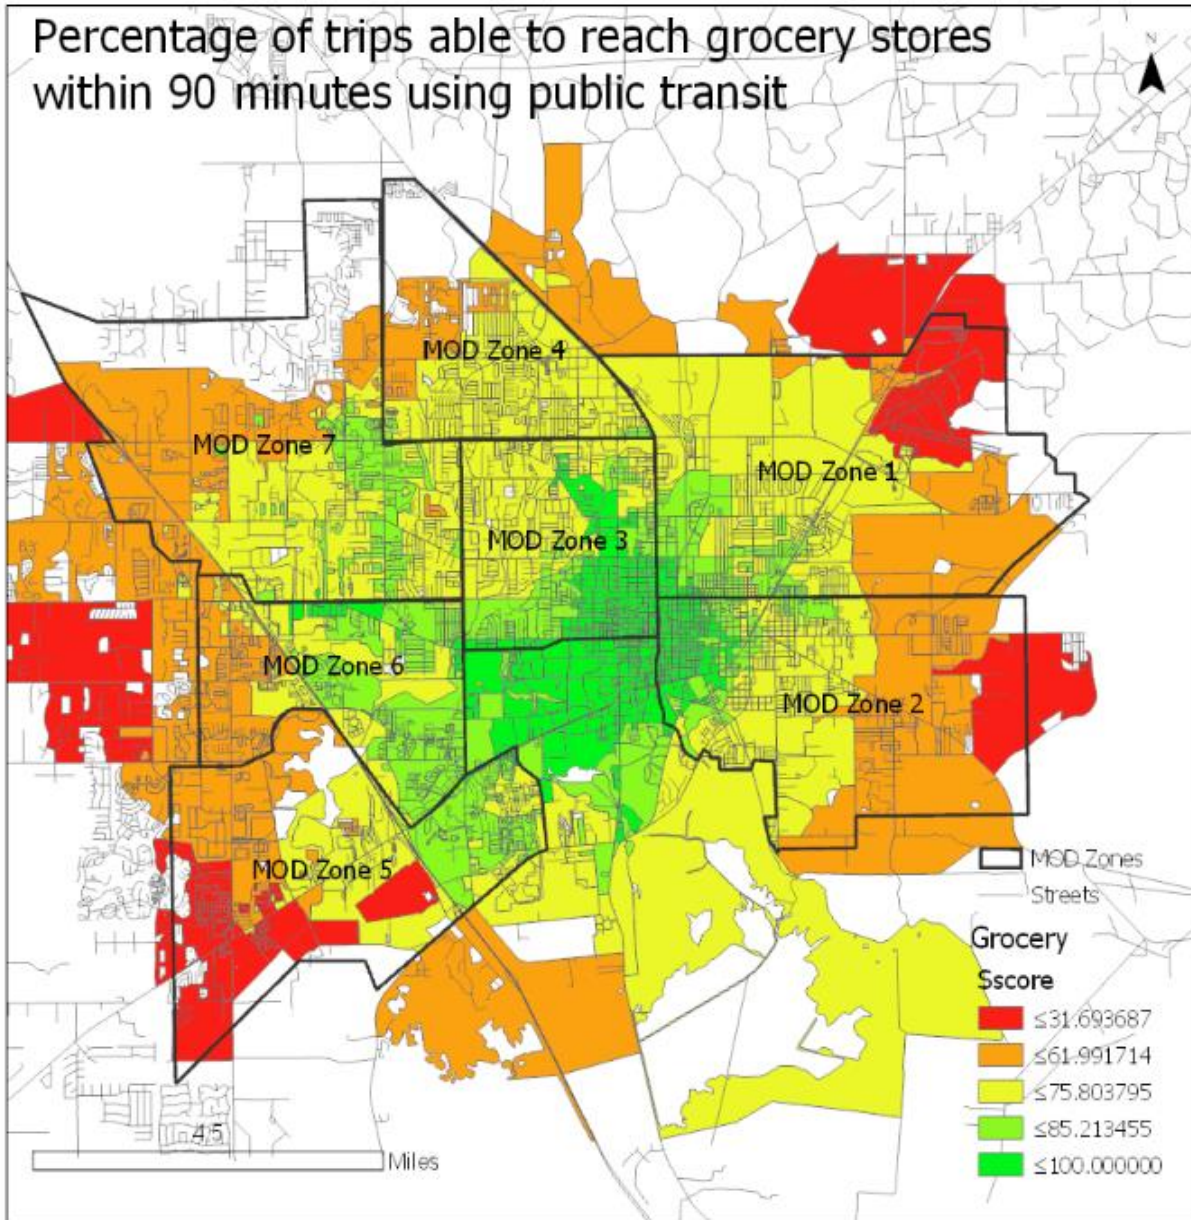 Percentage of trips able to reach grocery stores
within 90 minutes using public transit
N
MOD Zone 4
MOD Zone 7
MOD Zone 1
MOD Zone 3
MOD Zone 6
MOD Zone 2
MOD Zone 5
MOD Zones
Streets
Grocery
Sscore
≤31.693687
≤61.991714
≤75.803795
≤85.213455
≤100.000000
4.5
Miles